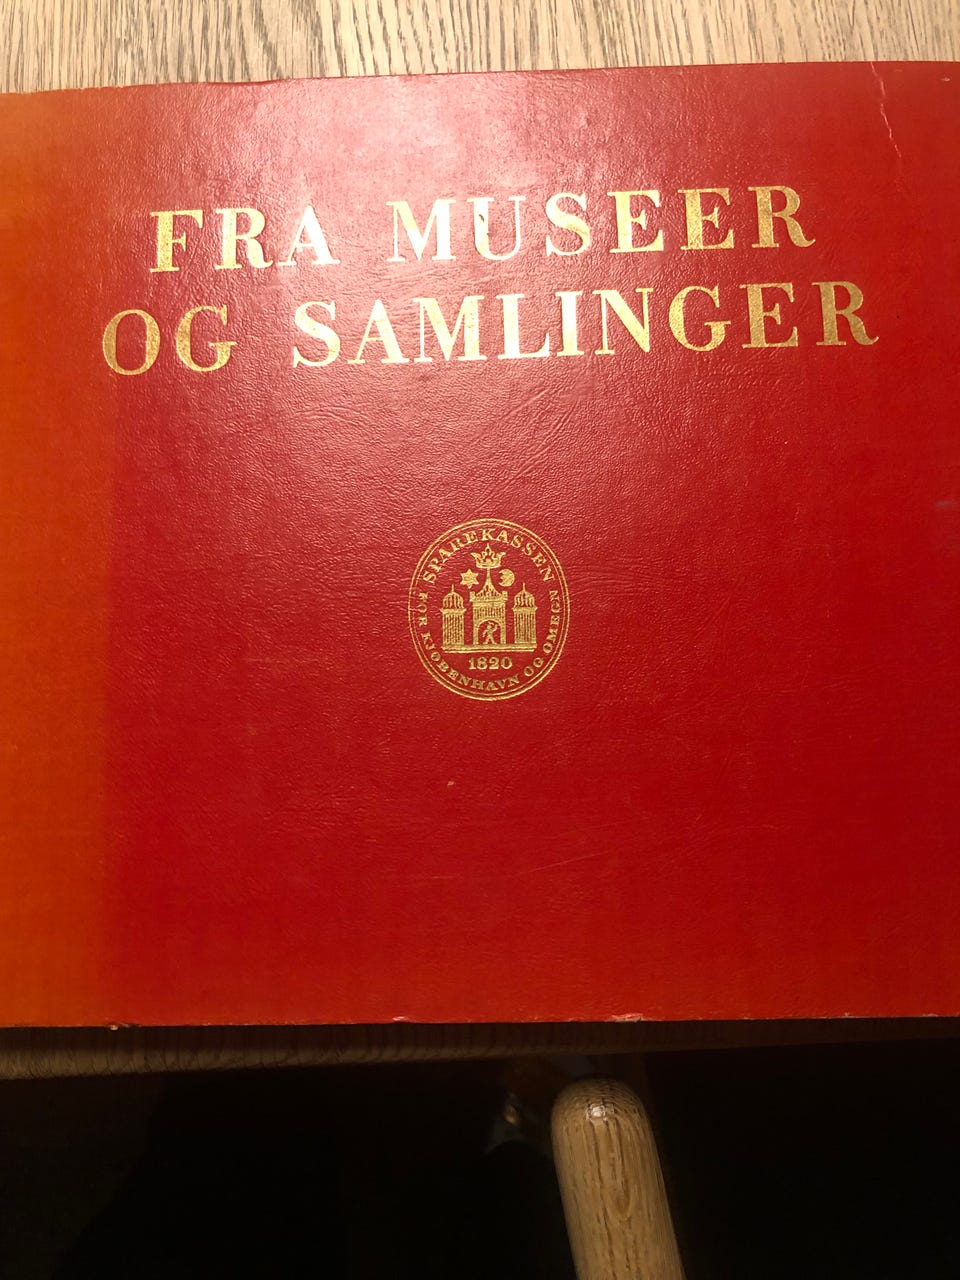 FRA MUSEER
OG SAMLINGER
SPAREKASSEN
FOR KJØBENHAVN OG OMEGN
1820